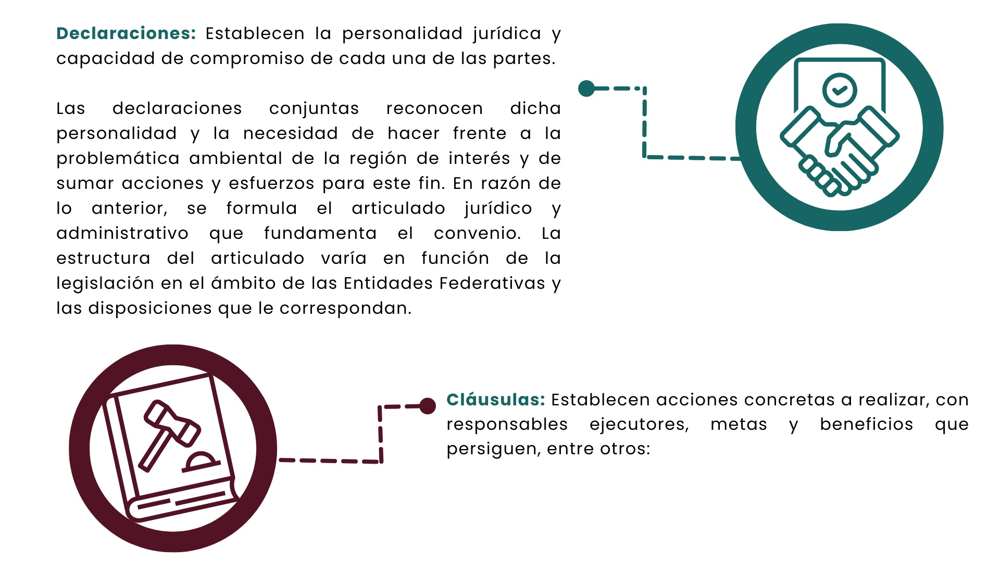 Declaraciones: Establecen la personalidad jurídica y
capacidad de compromiso de cada una de las partes.
Las declaraciones conjuntas reconocen dicha
personalidad y la necesidad de hacer frente a la
problemática ambiental de la región de interés y de
sumar acciones y esfuerzos para este fin. En razón de
lo anterior, se formula el articulado jurídico y
administrativo que fundamenta el convenio. La
estructura del articulado varía en función de la
legislación en el ámbito de las Entidades Federativas y
las disposiciones que le correspondan.
Cláusulas: Establecen acciones concretas a realizar, con
responsables ejecutores, metas y beneficios que
persiguen, entre otros: